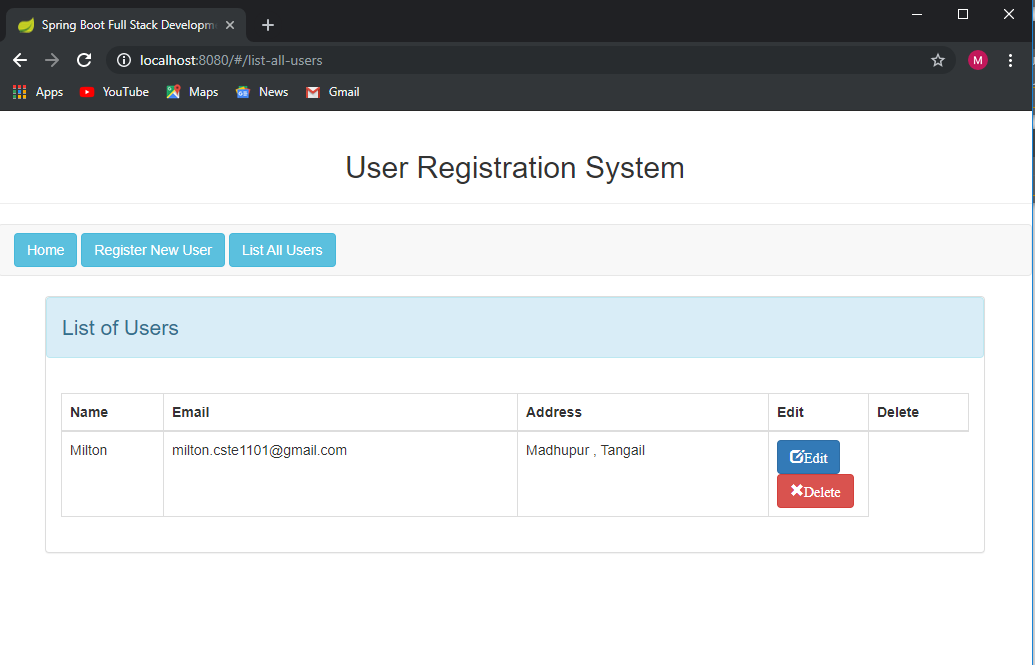 Spring Boot Full Stack Developm
localhost:8080/#/list-all-users
M
Apps YouTube Maps News Gmail
User Registration System
Home Register New User List All Users
List of Users
Name Email Address Edit Delete
Milton milton.cste1101@gmail.com Madhupur , Tangail Edit
Delete